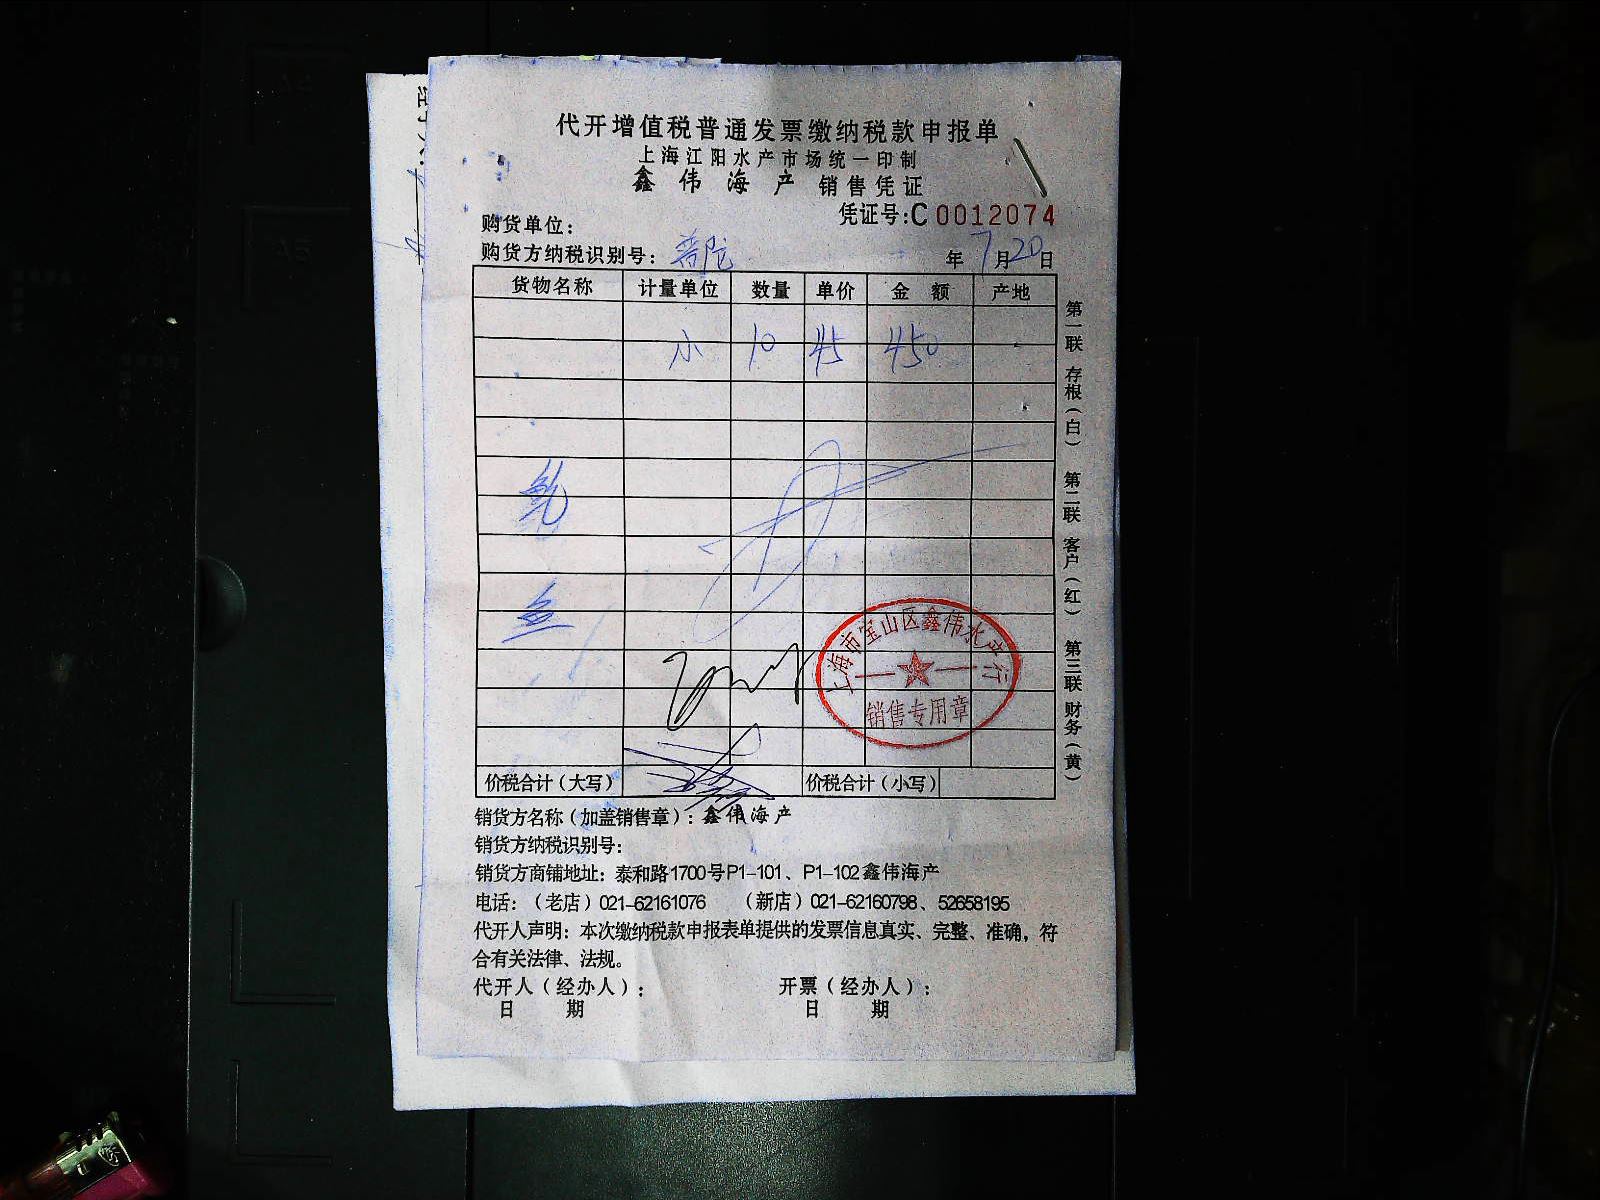 代开增值税普通发票缴纳税款申报单
上海江阳水产市场统一印制
鑫伟海产 销售凭证
凭证号:C0012074
购货单位：
购货方纳税识别号：普陀 年7月20日
货物名称 计量单位 数量 单价 金额 产地
小 10 45 450
鱼
价税合计（大写） 价税合计（小写）
上海市宝山区鑫伟水产行
销售专用章
销货方名称（加盖销售章）：鑫伟海产
销货方纳税识别号：
销货方商铺地址：泰和路1700号P1-101、P1-102鑫伟海产
电话：（老店）021-62161076 （新店）021-62160798、52658195
代开人声明：本次缴纳税款申报表单提供的发票信息真实、完整、准确，符
合有关法律、法规。
代开人（经办人）： 开票（经办人）：
日期 日期
第一联 存根（白） 第二联 客户（红） 第三联 财务（黄）